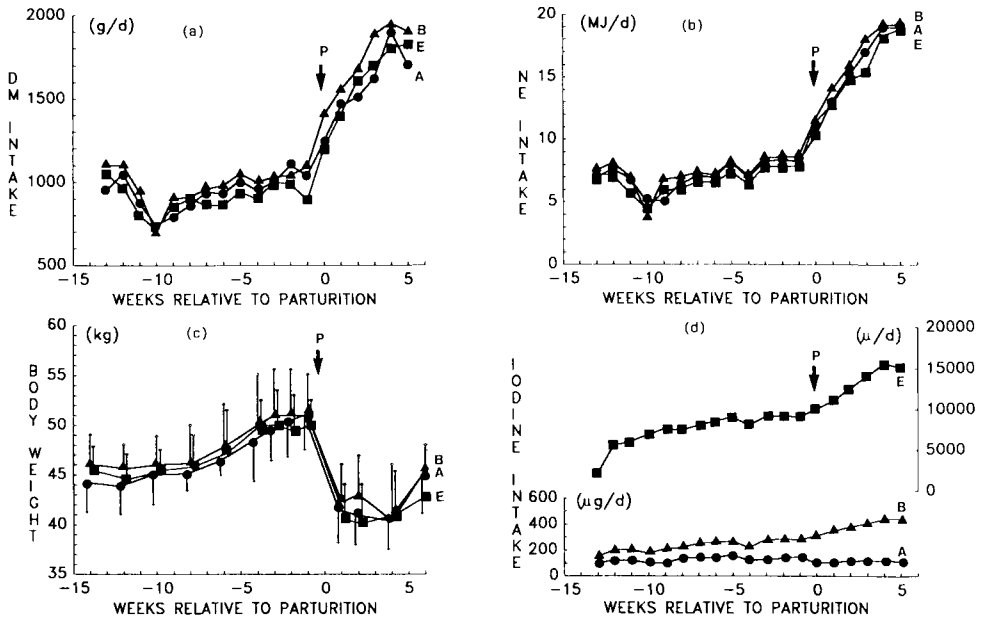 (g/d)
(a)
DM INTAKE
2000
1500
1000
500
P
B
E
A
-15
-10
-5
0
5
WEEKS RELATIVE TO PARTURITION
(MJ/d)
(b)
NE INTAKE
20
15
10
5
0
P
B
A
E
-15
-10
-5
0
5
WEEKS RELATIVE TO PARTURITION
(kg)
(c)
BODY WEIGHT
60
55
50
45
40
35
P
B
A
E
-15
-10
-5
0
5
WEEKS RELATIVE TO PARTURITION
(d)
(μ/d)
IODINE INTAKE
20000
15000
10000
5000
0
P
E
(μg/d)
600
400
200
0
B
A
-15
-10
-5
0
5
WEEKS RELATIVE TO PARTURITION